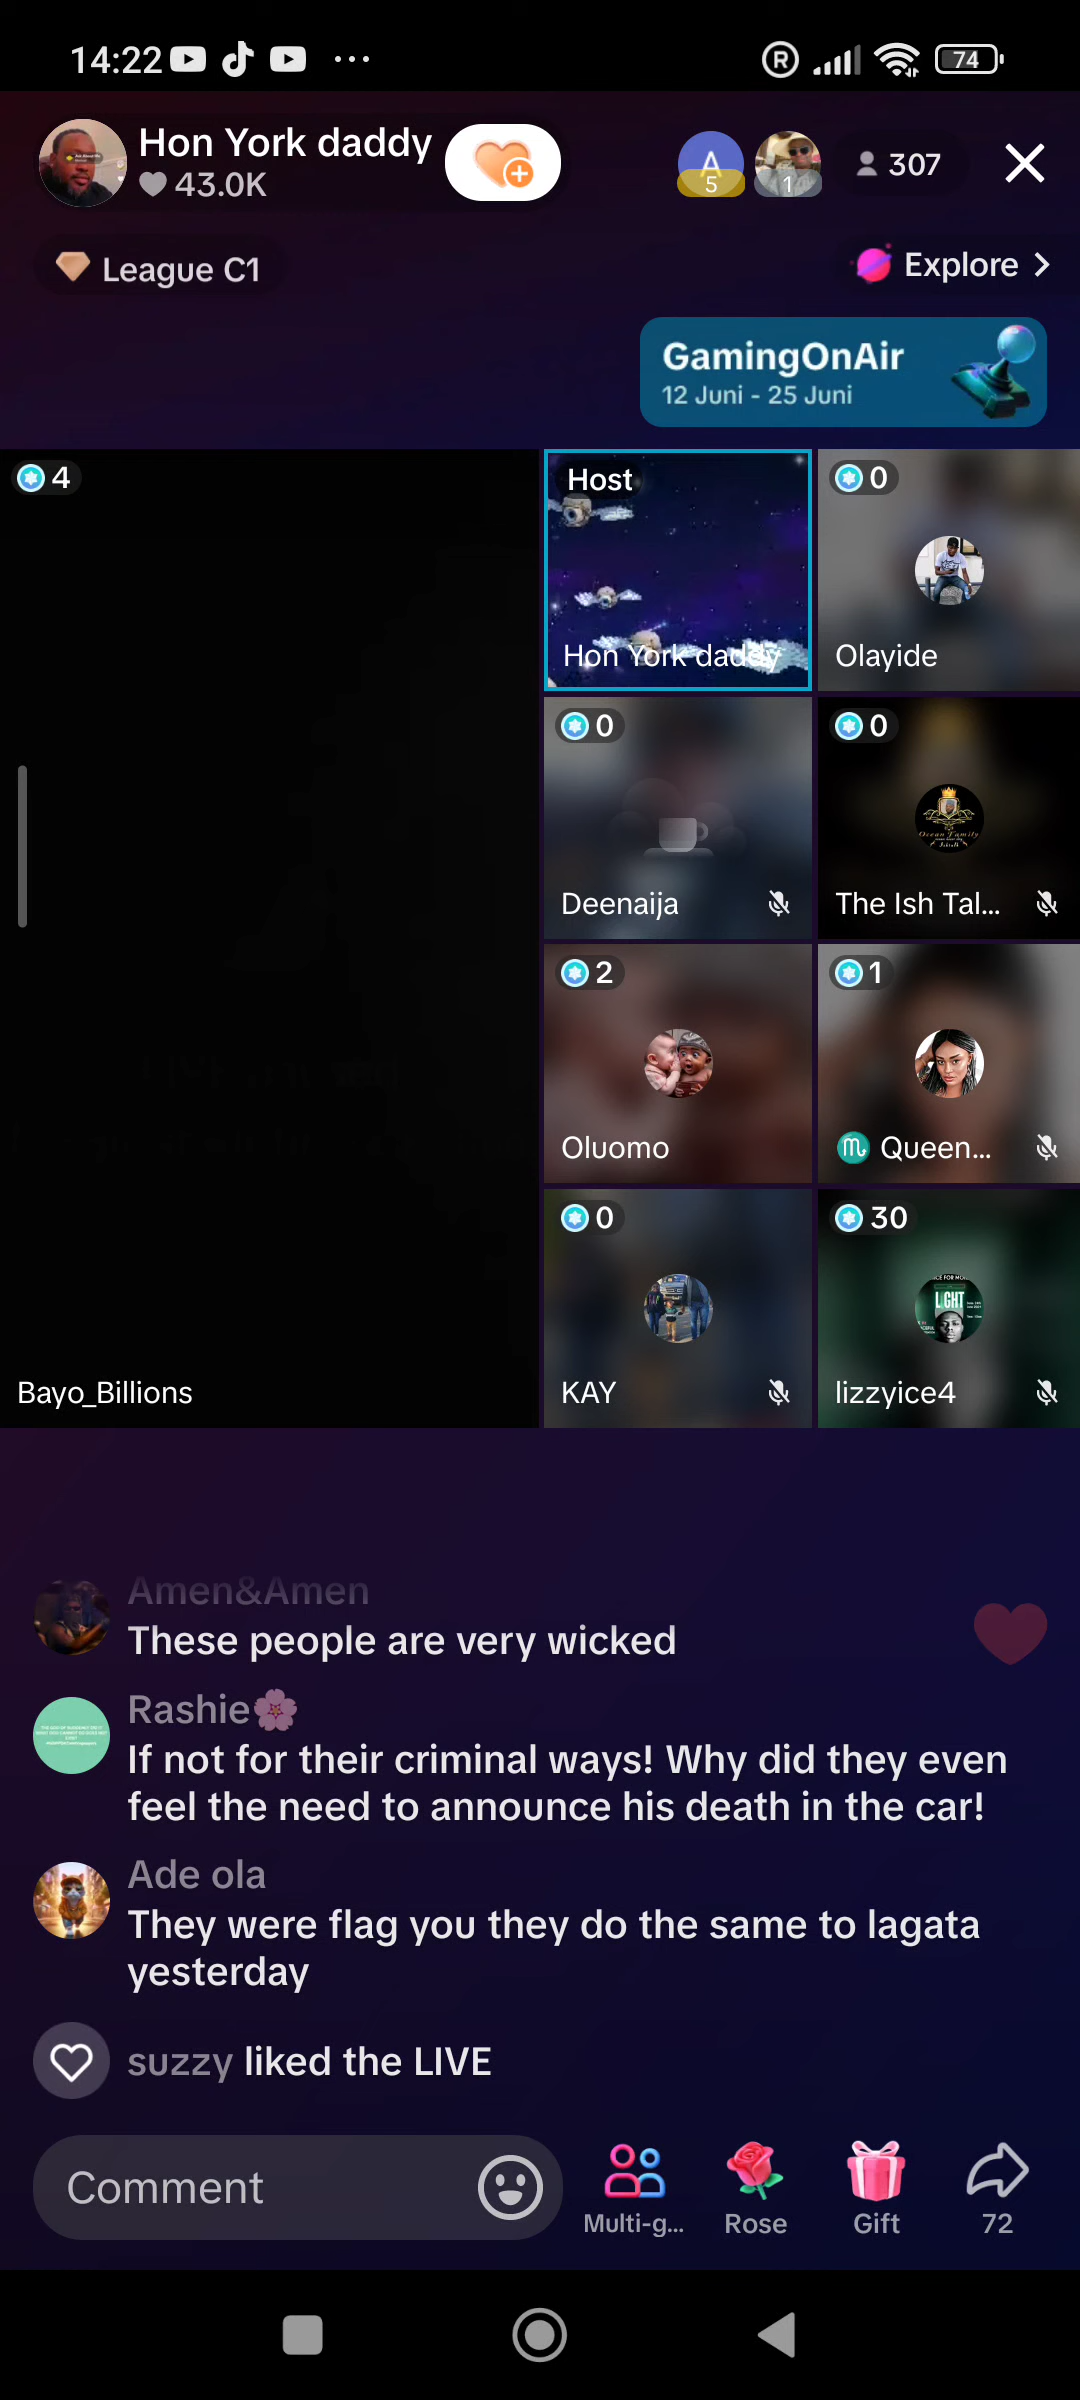 14:22
74
Hon York daddy
43.0K
A
5
1
307
League C1
Explore
GamingOnAir
12 Juni - 25 Juni
4
Host
Hon York daddy
0
Olayide
0
Deenaija
0
The Ish Tal...
2
Oluomo
1
Queen...
Bayo_Billions
0
KAY
30
LIGHT
lizzyice4
Amen&Amen
These people are very wicked
Rashie🌸
If not for their criminal ways! Why did they even
feel the need to announce his death in the car!
Ade ola
They were flag you they do the same to lagata
yesterday
suzzy liked the LIVE
Comment
Multi-g...
Rose
Gift
72